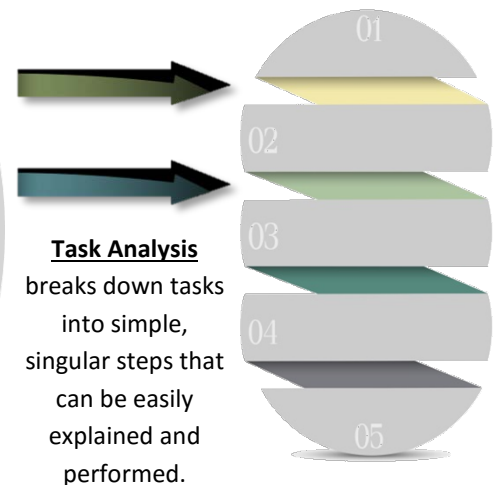 01
02
03
04
05
Task Analysis
breaks down tasks
into simple,
singular steps that
can be easily
explained and
performed.